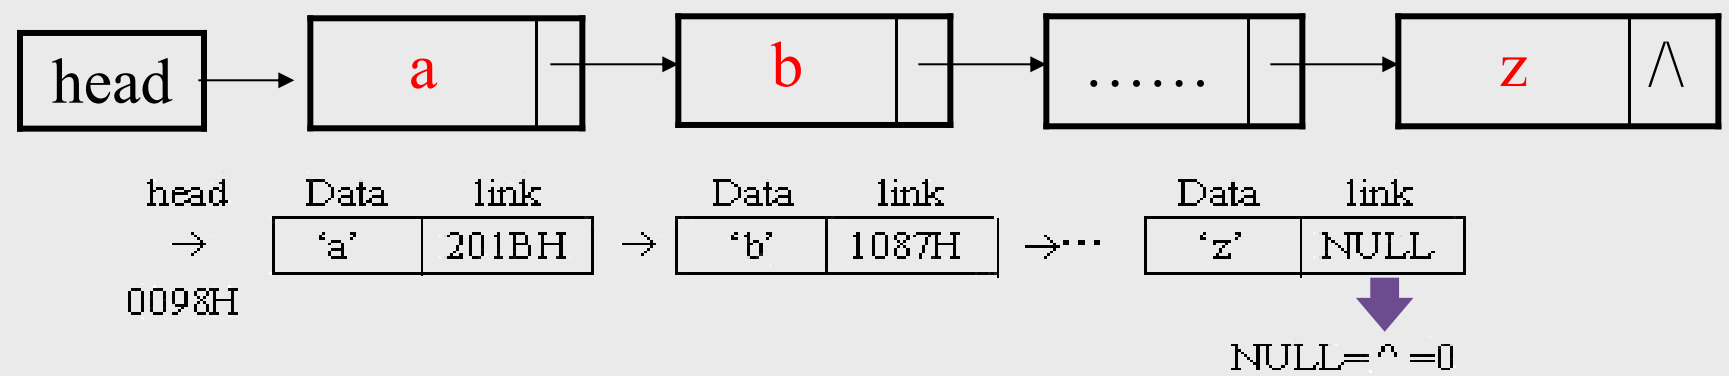 head a b ...... z /\
head Data link Data link Data link
→ ‘a’ 201BH → ‘b’ 1087H →··· ‘z’ NULL
0098H
NULL=^=0